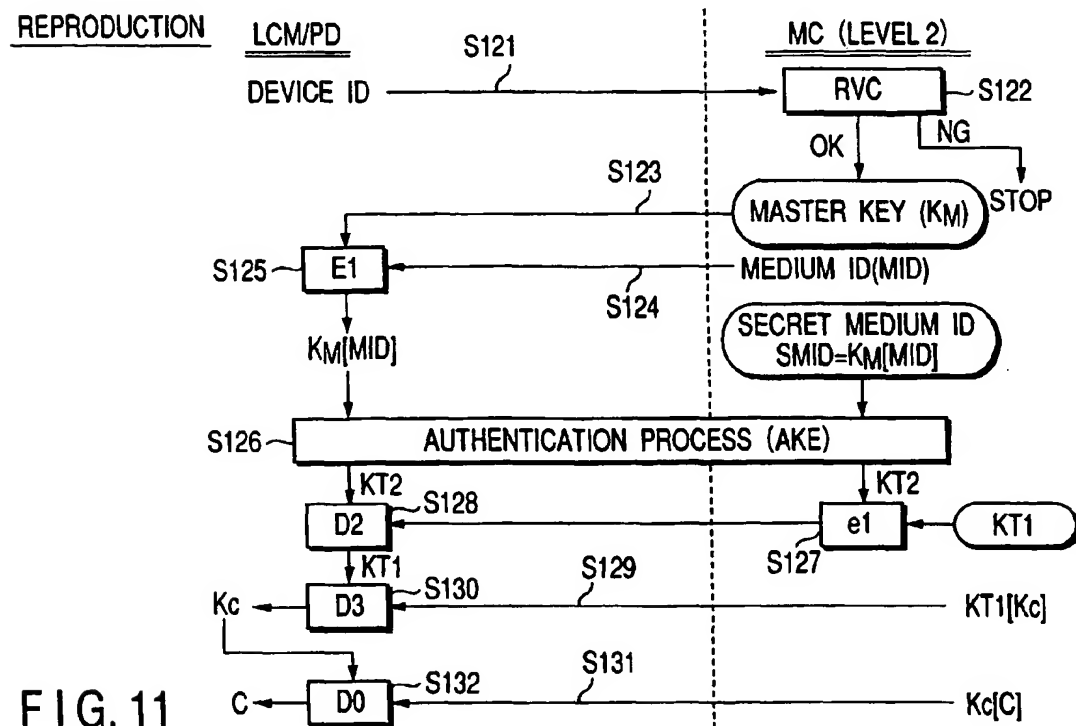 REPRODUCTION
LCM/PD
S121
MC (LEVEL 2)
DEVICE ID
RVC
S122
OK
NG
STOP
S123
MASTER KEY (KM)
S125
E1
S124
MEDIUM ID(MID)
KM[MID]
SECRET MEDIUM ID
SMID=KM[MID]
S126
AUTHENTICATION PROCESS (AKE)
KT2
S128
KT2
D2
e1
KT1
S127
KT1
S130
S129
Kc
D3
KT1[Kc]
S132
S131
C
D0
Kc[C]
FIG. 11